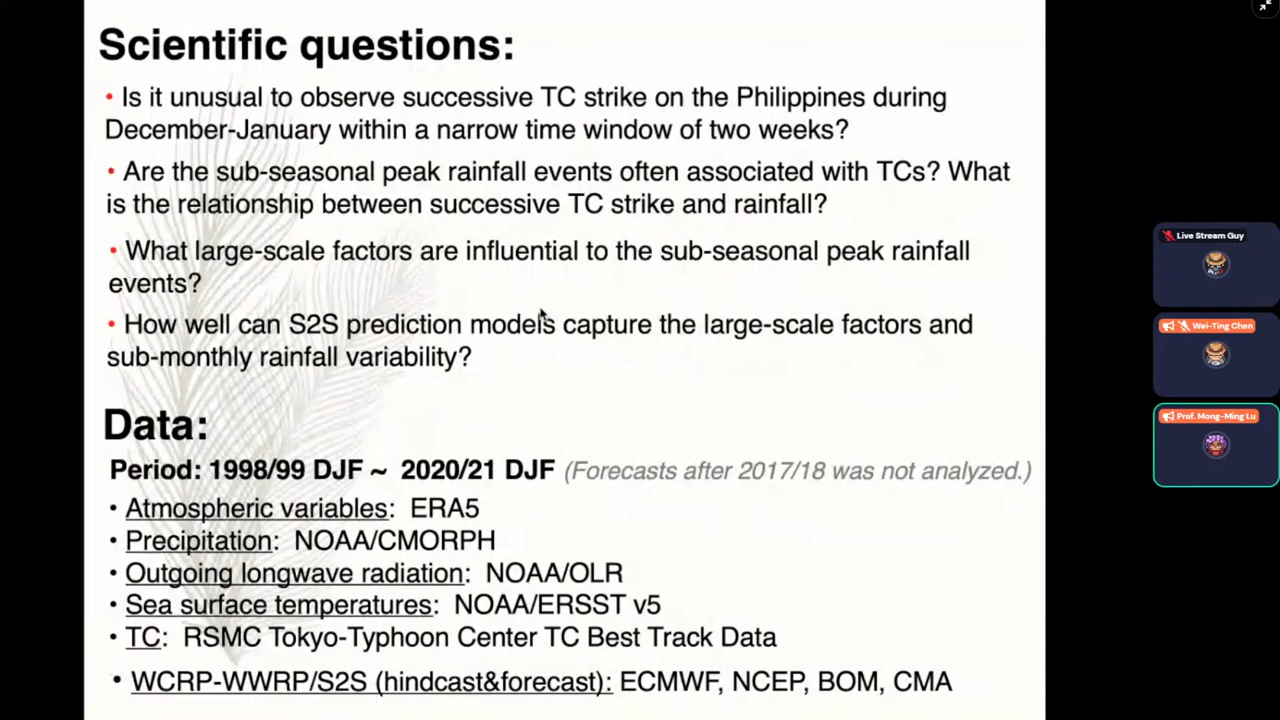 Scientific questions:
• Is it unusual to observe successive TC strike on the Philippines during
December-January within a narrow time window of two weeks?
• Are the sub-seasonal peak rainfall events often associated with TCs? What
is the relationship between successive TC strike and rainfall?
• What large-scale factors are influential to the sub-seasonal peak rainfall
events?
• How well can S2S prediction models capture the large-scale factors and
sub-monthly rainfall variability?
Data:
Period: 1998/99 DJF ~ 2020/21 DJF (Forecasts after 2017/18 was not analyzed.)
• Atmospheric variables: ERA5
• Precipitation: NOAA/CMORPH
• Outgoing longwave radiation: NOAA/OLR
• Sea surface temperatures: NOAA/ERSST v5
• TC: RSMC Tokyo-Typhoon Center TC Best Track Data
• WCRP-WWRP/S2S (hindcast&forecast): ECMWF, NCEP, BOM, CMA
Live Stream Guy
Wei-Ting Chen
Prof. Mong-Ming Lu